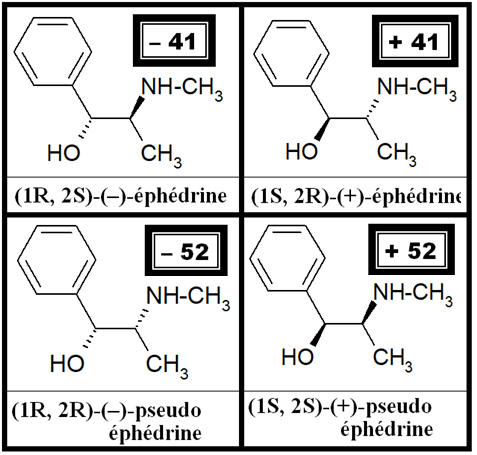 – 41
NH-CH3
HO
CH3
(1R, 2S)-(–)-éphédrine
+ 41
NH-CH3
HO
CH3
(1S, 2R)-(+)-éphédrine
– 52
NH-CH3
HO
CH3
(1R, 2R)-(–)-pseudo
éphédrine
+ 52
NH-CH3
HO
CH3
(1S, 2S)-(+)-pseudo
éphédrine